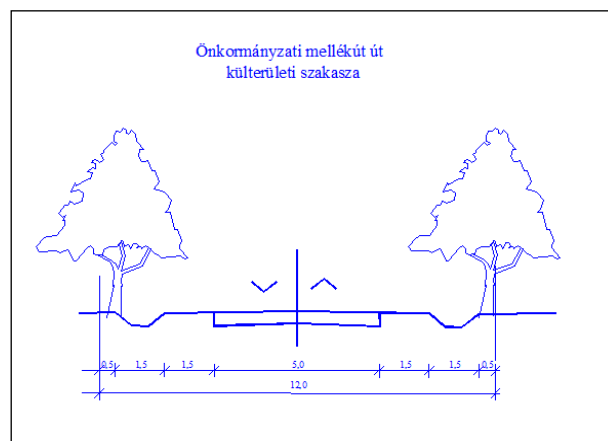 Önkormányzati mellékút út
külterületi szakasza
0,5 1,5 1,5 5,0 1,5 1,5 0,5
12,0